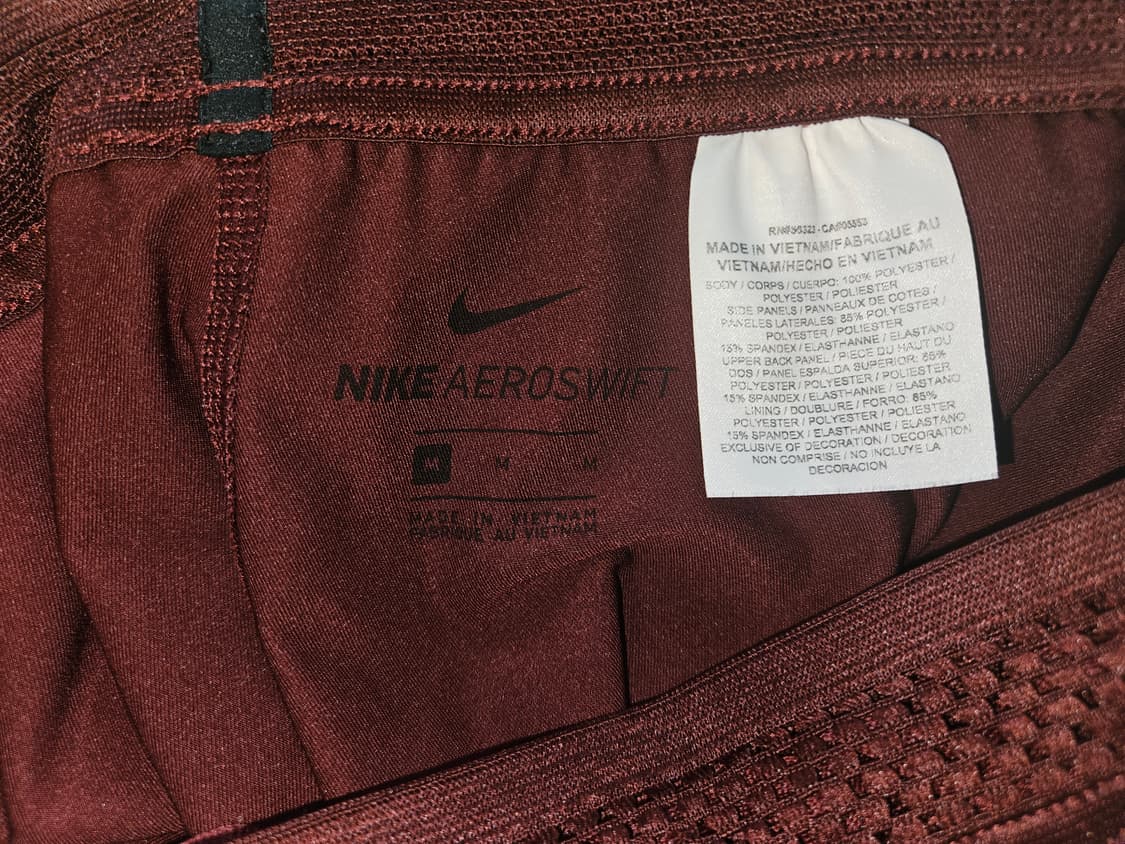 NIKE AEROSWIFT
M M M
MADE IN VIETNAM
FABRIQUE AU VIETNAM
RN#56323 - CA#05553
MADE IN VIETNAM/FABRIQUE AU
VIETNAM/HECHO EN VIETNAM
BODY / CORPS / CUERPO: 100% POLYESTER /
POLYESTER / POLIESTER
SIDE PANELS / PANNEAUX DE COTES /
PANELES LATERALES: 85% POLYESTER /
POLYESTER / POLIESTER
15% SPANDEX / ELASTHANNE / ELASTANO
UPPER BACK PANEL / PIECE DU HAUT DU
DOS / PANEL ESPALDA SUPERIOR: 85%
POLYESTER / POLYESTER / POLIESTER
15% SPANDEX / ELASTHANNE / ELASTANO
LINING / DOUBLURE / FORRO: 85%
POLYESTER / POLYESTER / POLIESTER
15% SPANDEX / ELASTHANNE / ELASTANO
EXCLUSIVE OF DECORATION / DECORATION
NON COMPRISE / NO INCLUYE LA
DECORACION